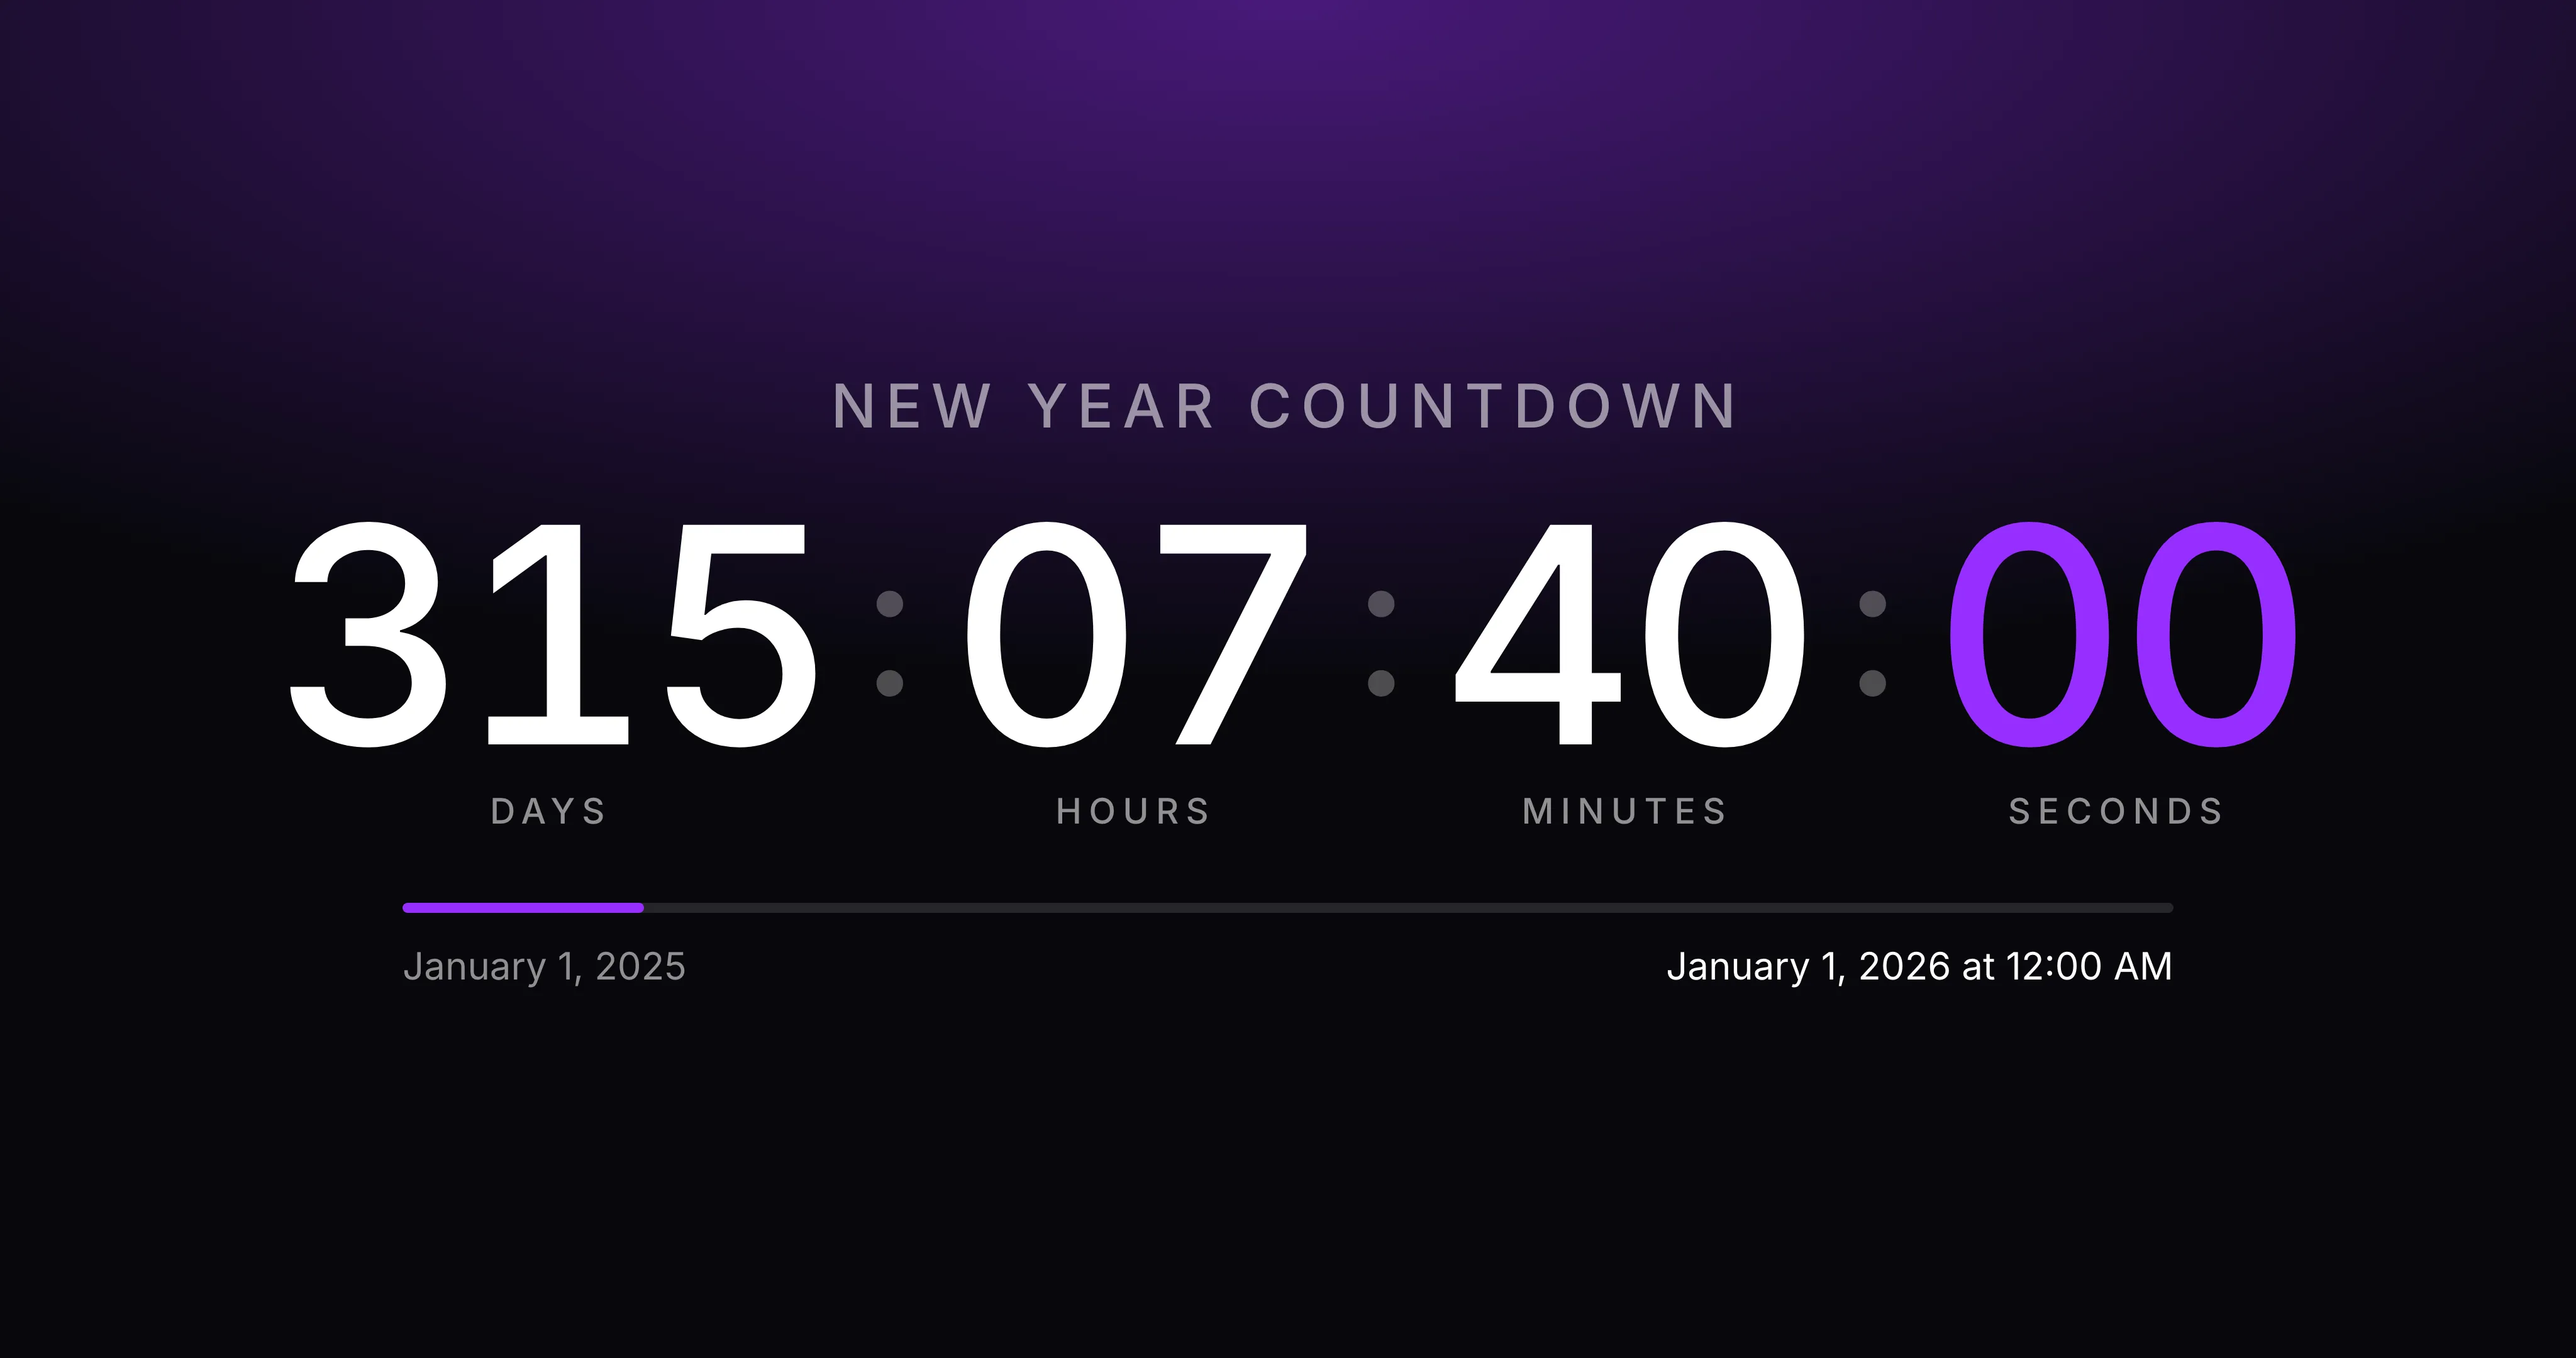 NEW YEAR COUNTDOWN
315 : 07 : 40 : 00
DAYS HOURS MINUTES SECONDS
January 1, 2025 January 1, 2026 at 12:00 AM